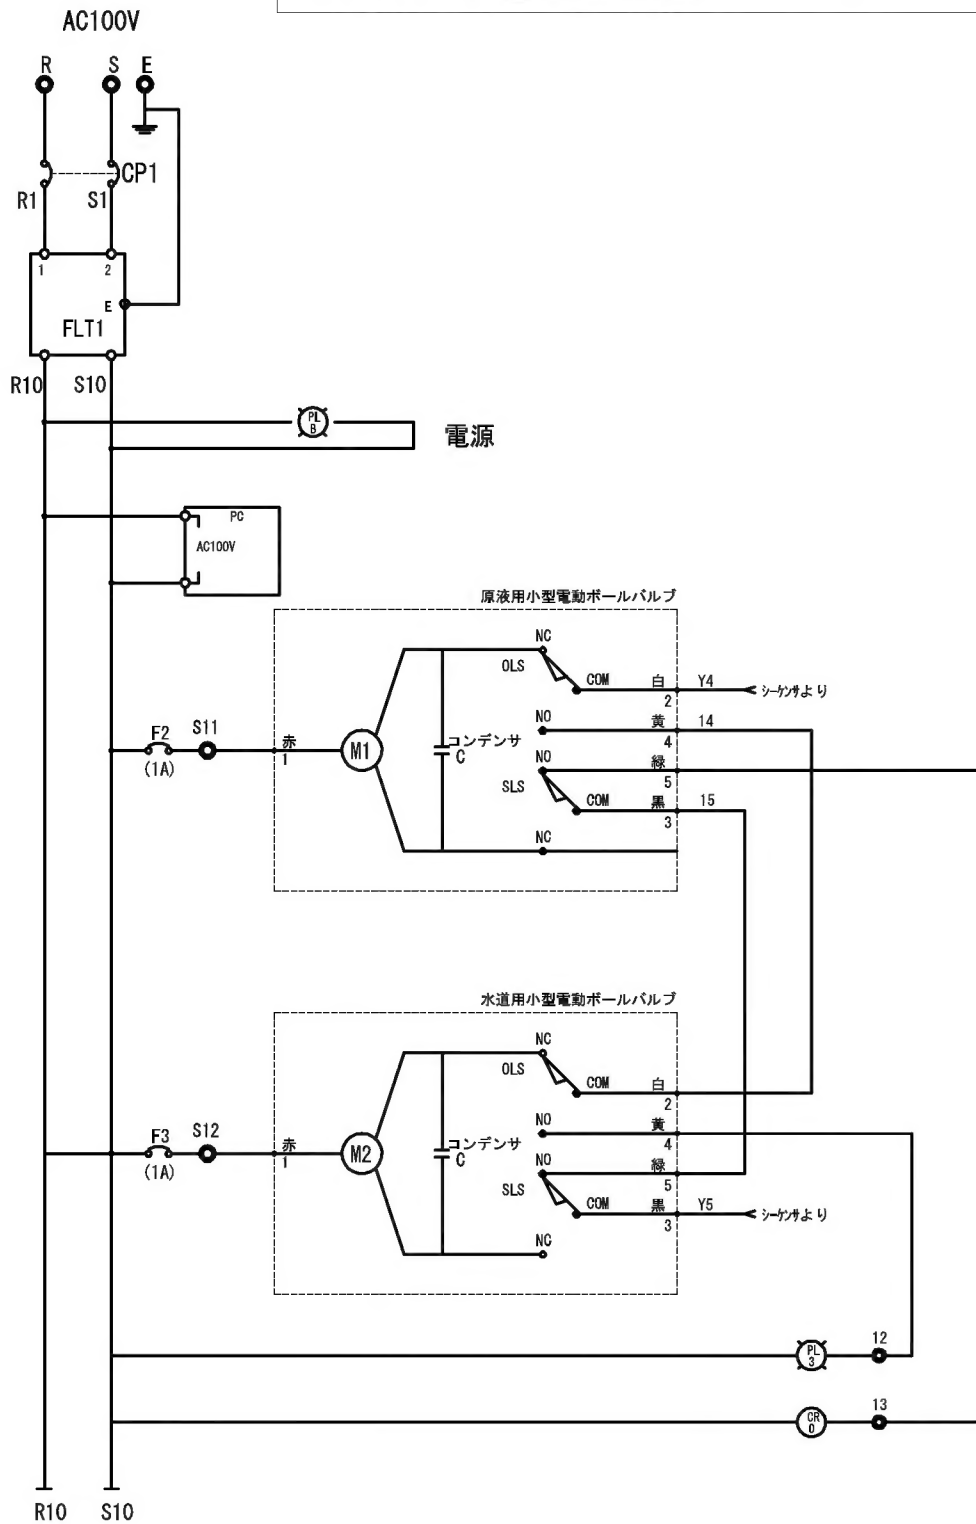 AC100V
R S E
CP1
R1 S1
1 2
E
FLT1
R10 S10
PL
B
電源
PC
AC100V
原液用小型電動ボールバルブ
NC
OLS
COM 白 Y4
2
シーケンサより
NO 黄 14
4
F2 S11 赤 M1 コンデンサ
(1A) 1 C
NO 緑
5
SLS
COM 黒 15
3
NC
水道用小型電動ボールバルブ
NC
OLS
COM 白
2
NO 黄
4
F3 S12 赤 M2 コンデンサ
(1A) 1 C
NO 緑
5
SLS
COM 黒 Y5
3
シーケンサより
NC
PL
3
12
CR
0
13
R10 S10